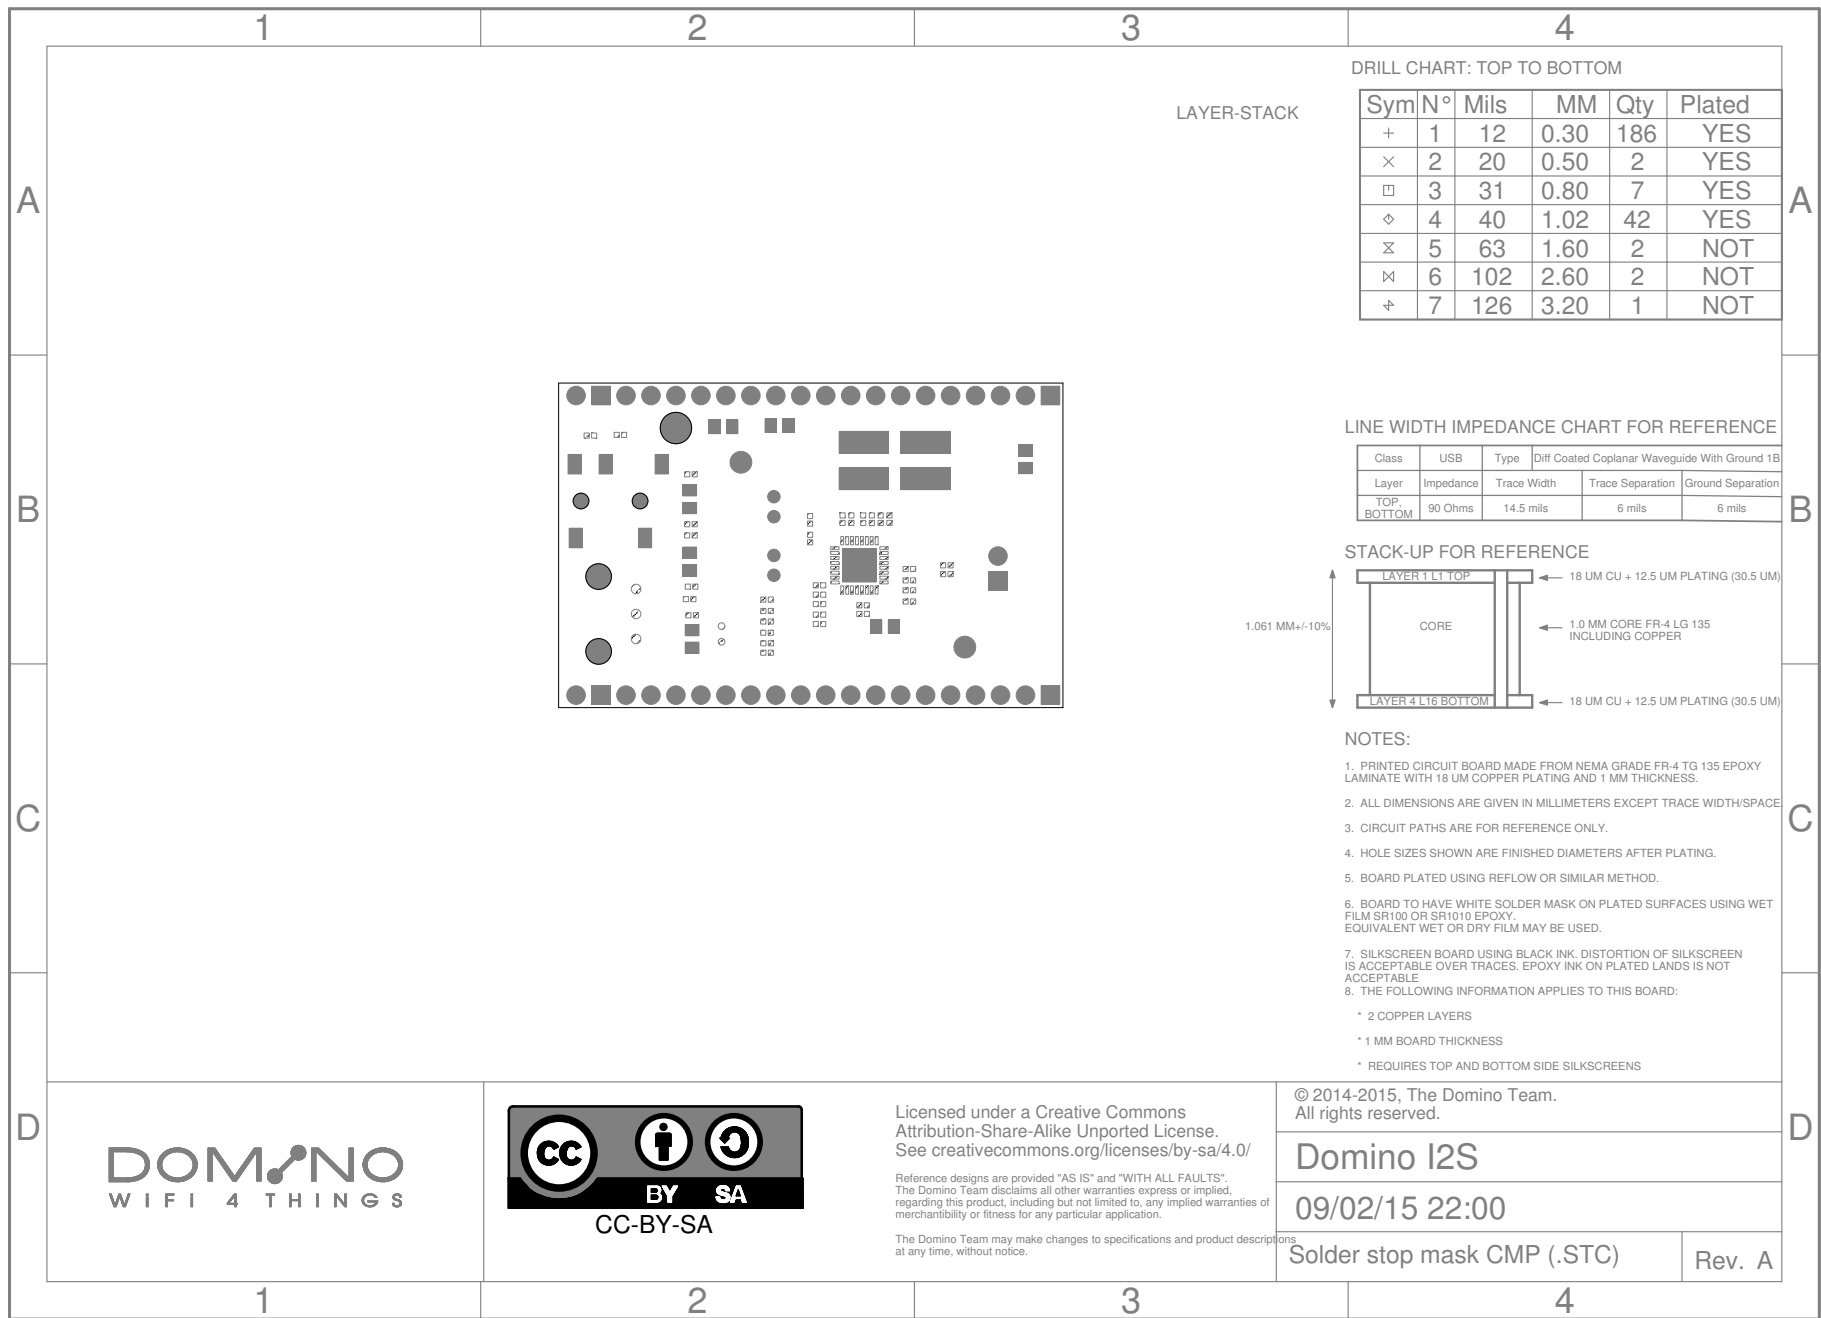 1 2 3 4
A
B
C
D
A
B
C
D
DRILL CHART: TOP TO BOTTOM
LAYER-STACK
Sym N° Mils MM Qty Plated
1 12 0.30 186 YES
2 20 0.50 2 YES
3 31 0.80 7 YES
4 40 1.02 42 YES
5 63 1.60 2 NOT
6 102 2.60 2 NOT
7 126 3.20 1 NOT
LINE WIDTH IMPEDANCE CHART FOR REFERENCE
Class USB Type Diff Coated Coplanar Waveguide With Ground 1B
Layer Impedance Trace Width Trace Separation Ground Separation
TOP, BOTTOM 90 Ohms 14.5 mils 6 mils 6 mils
STACK-UP FOR REFERENCE
LAYER 1 L1 TOP 18 UM CU + 12.5 UM PLATING (30.5 UM)
1.061 MM+/-10% CORE 1.0 MM CORE FR-4 LG 135
INCLUDING COPPER
LAYER 4 L16 BOTTOM 18 UM CU + 12.5 UM PLATING (30.5 UM)
NOTES:
1. PRINTED CIRCUIT BOARD MADE FROM NEMA GRADE FR-4 TG 135 EPOXY
LAMINATE WITH 18 UM COPPER PLATING AND 1 MM THICKNESS.
2. ALL DIMENSIONS ARE GIVEN IN MILLIMETERS EXCEPT TRACE WIDTH/SPACE
3. CIRCUIT PATHS ARE FOR REFERENCE ONLY.
4. HOLE SIZES SHOWN ARE FINISHED DIAMETERS AFTER PLATING.
5. BOARD PLATED USING REFLOW OR SIMILAR METHOD.
6. BOARD TO HAVE WHITE SOLDER MASK ON PLATED SURFACES USING WET
FILM SR100 OR SR1010 EPOXY.
EQUIVALENT WET OR DRY FILM MAY BE USED.
7. SILKSCREEN BOARD USING BLACK INK. DISTORTION OF SILKSCREEN
IS ACCEPTABLE OVER TRACES. EPOXY INK ON PLATED LANDS IS NOT
ACCEPTABLE
8. THE FOLLOWING INFORMATION APPLIES TO THIS BOARD:
* 2 COPPER LAYERS
* 1 MM BOARD THICKNESS
* REQUIRES TOP AND BOTTOM SIDE SILKSCREENS
DOMINO
WiFi 4 THINGS
cc BY SA
CC-BY-SA
Licensed under a Creative Commons
Attribution-Share-Alike Unported License.
See creativecommons.org/licenses/by-sa/4.0/
Reference designs are provided "AS IS" and "WITH ALL FAULTS".
The Domino Team disclaims all other warranties express or implied,
regarding this product, including but not limited to, any implied warranties of
merchantibility or fitness for any particular application.
The Domino Team may make changes to specifications and product descriptions
at any time, without notice.
© 2014-2015, The Domino Team.
All rights reserved.
Domino I2S
09/02/15 22:00
Solder stop mask CMP (.STC) Rev. A
1 2 3 4